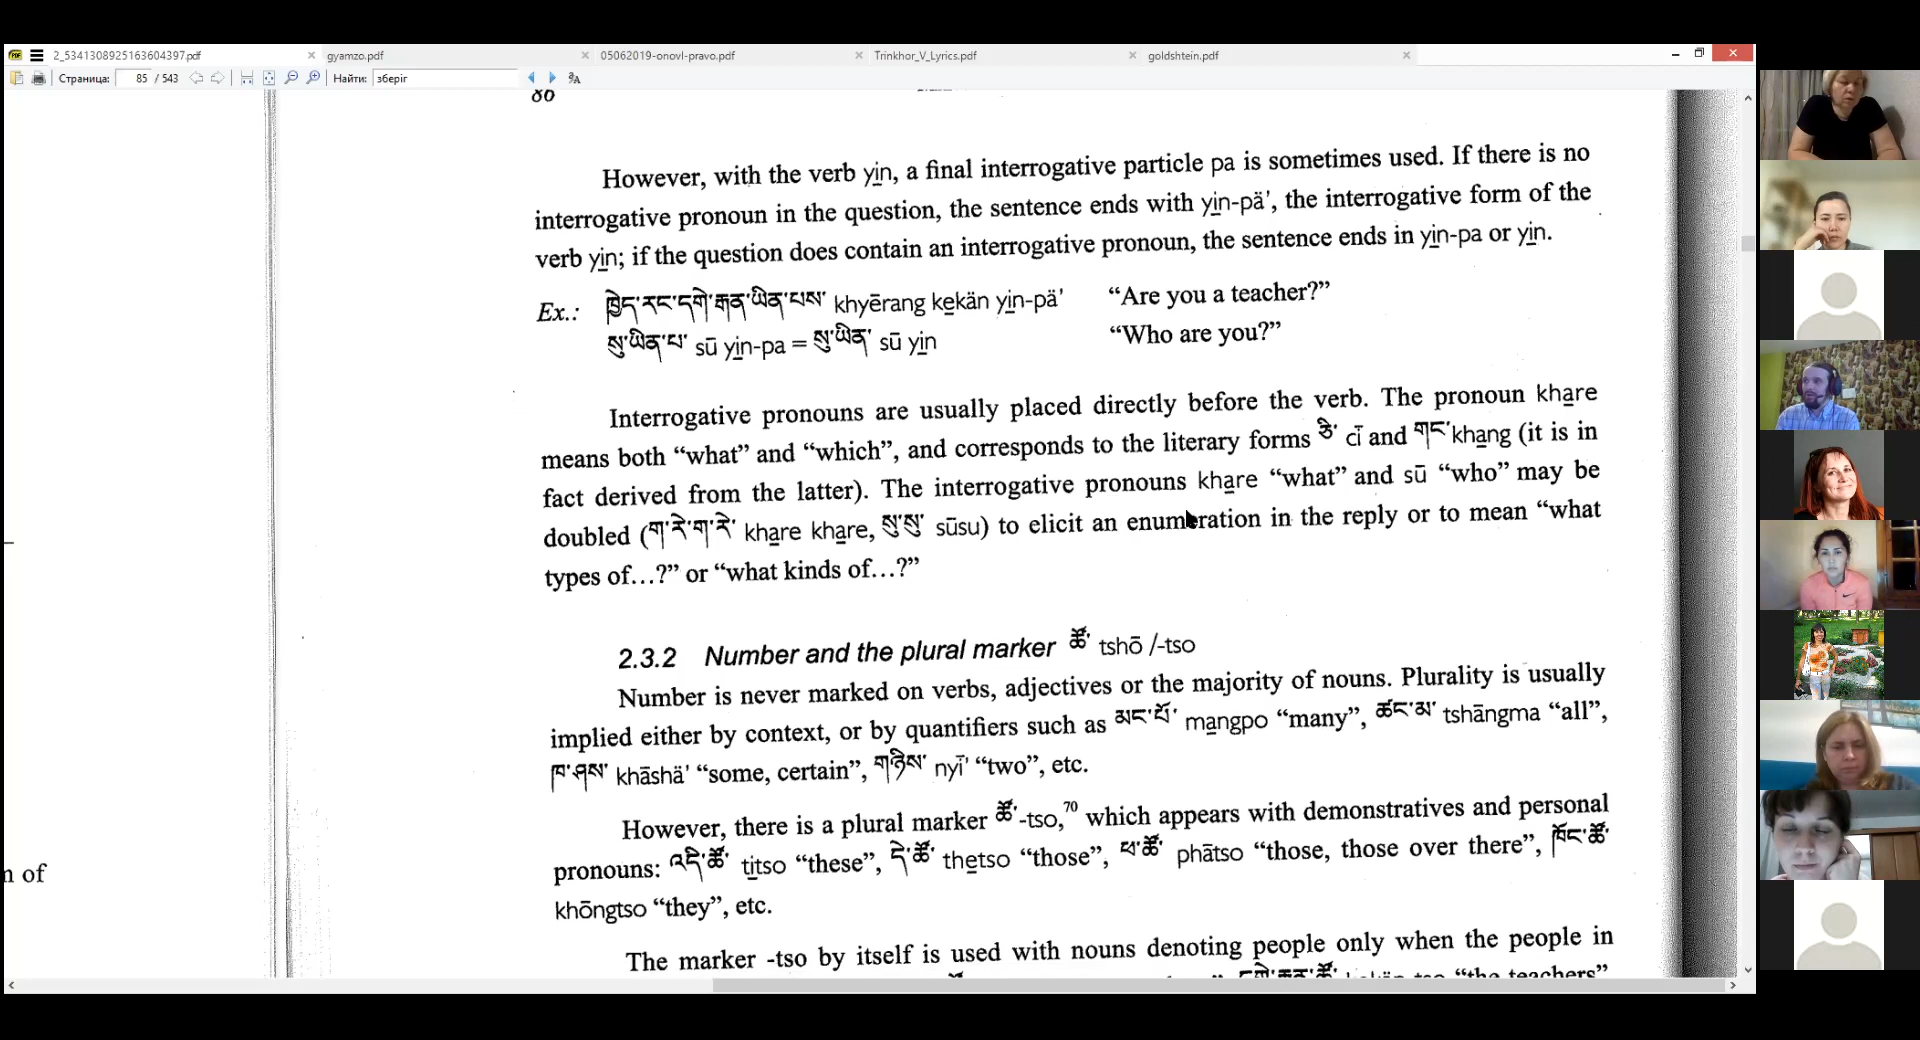 2_5341308925163604397.pdf
gyamzo.pdf
05062019-onovl-pravo.pdf
Trinkhor_V_Lyrics.pdf
goldshtein.pdf
Страница: 85 / 543
Найти: зберіг
However, with the verb yin, a final interrogative particle pa is sometimes used. If there is no
interrogative pronoun in the question, the sentence ends with yin-pä', the interrogative form of the
verb yin; if the question does contain an interrogative pronoun, the sentence ends in yin-pa or yin.
Ex.: ཁྱེད་རང་དགེ་རྒན་ཡིན་པས་ khyērang kekän yin-pä' “Are you a teacher?”
སུ་ཡིན་པ་ sū yin-pa = སུ་ཡིན་ sū yin “Who are you?”
Interrogative pronouns are usually placed directly before the verb. The pronoun khare
means both “what” and “which”, and corresponds to the literary forms ཅི་ cī and གང་ khang (it is in
fact derived from the latter). The interrogative pronouns khare “what” and sū “who” may be
doubled (ག་རེ་ག་རེ་ khare khare, སུ་སུ་ sūsu) to elicit an enumeration in the reply or to mean “what
types of…?” or “what kinds of…?”
2.3.2 Number and the plural marker ཚོ་ tshō /-tso
Number is never marked on verbs, adjectives or the majority of nouns. Plurality is usually
implied either by context, or by quantifiers such as མང་པོ་ mangpo “many”, ཚང་མ་ tshāngma “all”,
ཁ་ཤས་ khāshä' “some, certain”, གཉིས་ nyī' “two”, etc.
However, there is a plural marker ཚོ་ -tso,70 which appears with demonstratives and personal
pronouns: འདི་ཚོ་ titso “these”, དེ་ཚོ་ thetso “those”, ཕ་ཚོ་ phātso “those, those over there”, ཁོང་ཚོ་
khōngtso “they”, etc.
n of
The marker -tso by itself is used with nouns denoting people only when the people in
“the teachers”